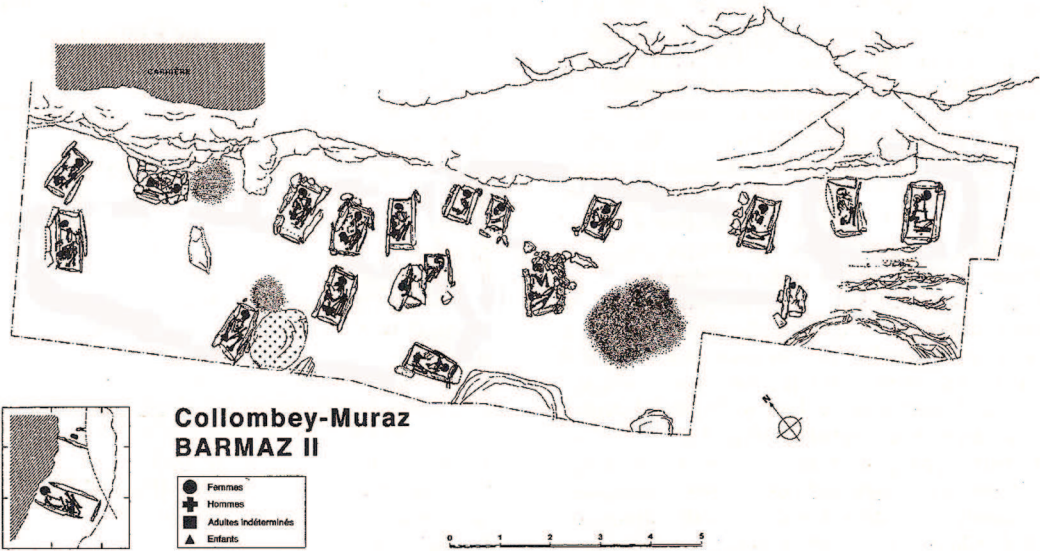 CARRIÈRE
N
Collombey-Muraz
BARMAZ II
Femmes
Hommes
Adultes indéterminés
Enfants
0 1 2 3 4 5